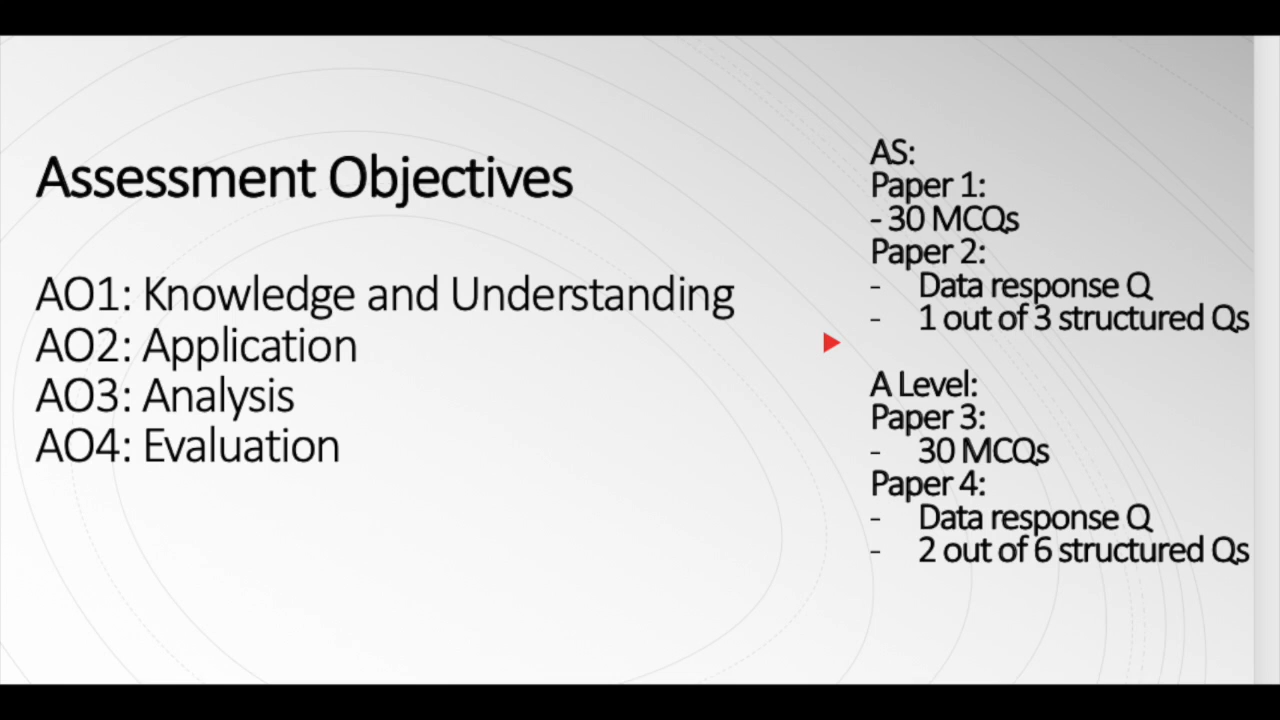 Assessment Objectives
AO1: Knowledge and Understanding
AO2: Application
AO3: Analysis
AO4: Evaluation
AS:
Paper 1:
- 30 MCQs
Paper 2:
- Data response Q
- 1 out of 3 structured Qs
A Level:
Paper 3:
- 30 MCQs
Paper 4:
- Data response Q
- 2 out of 6 structured Qs